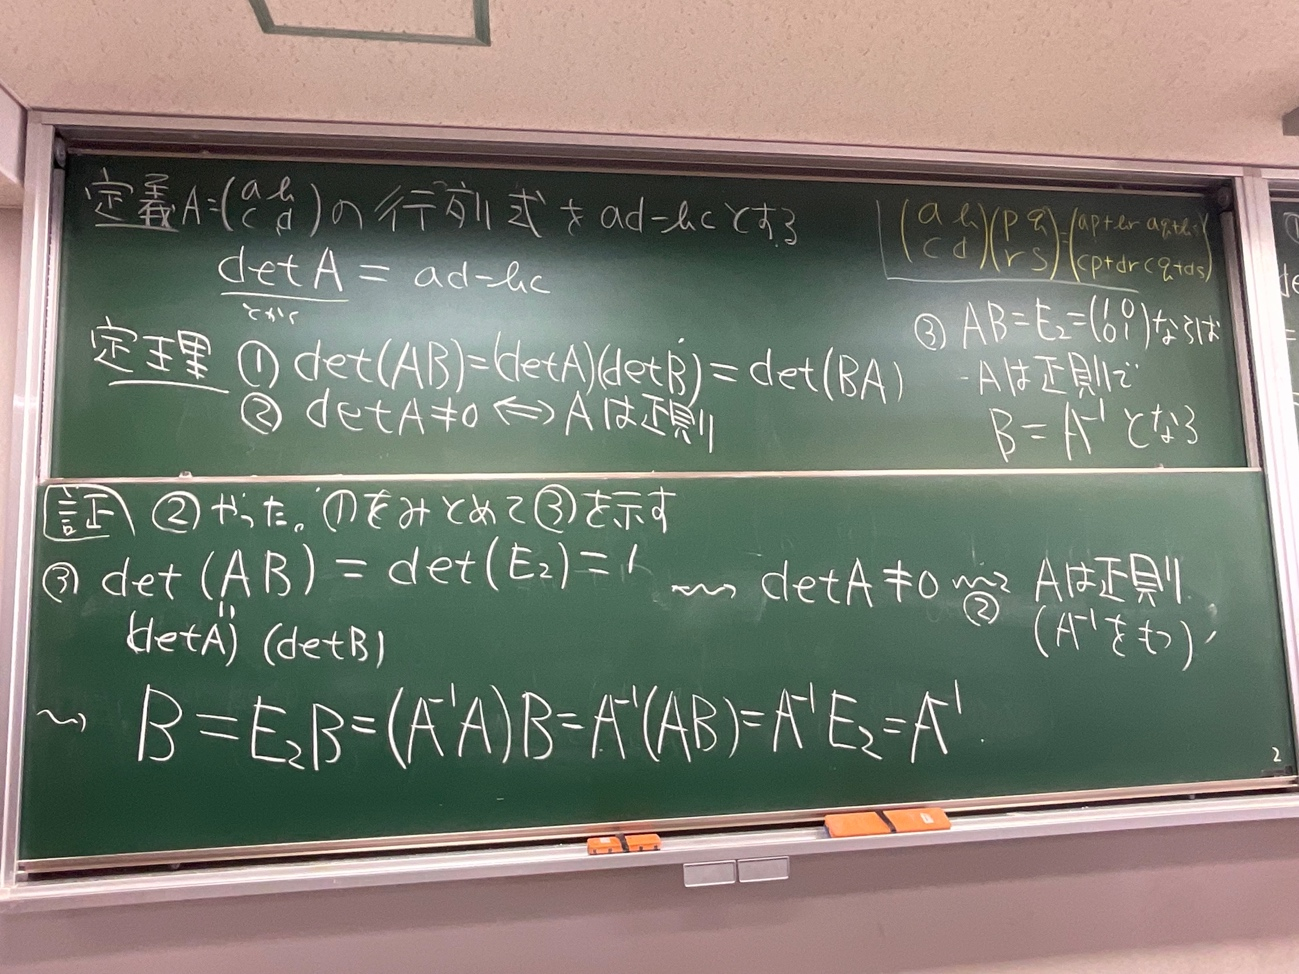 定義 A=(a b
c d)の行列式をad-bcとする
det A = ad-bc
とかく
定理 ① det(AB)=(detA)(detB)=det(BA)
② detA≠0 ⇔ Aは正則
(a b
c d)(p q
r s)=(ap+br aq+bs
cp+dr cq+ds)
③ AB=E₂=(1 0
0 1)ならば
Aは正則で
B=A⁻¹ となる
証 ②やった。①をみとめて③を示す
③ det(AB)=det(E₂)=1 ⇝ detA≠0 ⇝ ② Aは正則
(A⁻¹をもつ)
"
(detA)(detB)
⇝ B=E₂B=(A⁻¹A)B=A⁻¹(AB)=A⁻¹E₂=A⁻¹.
2